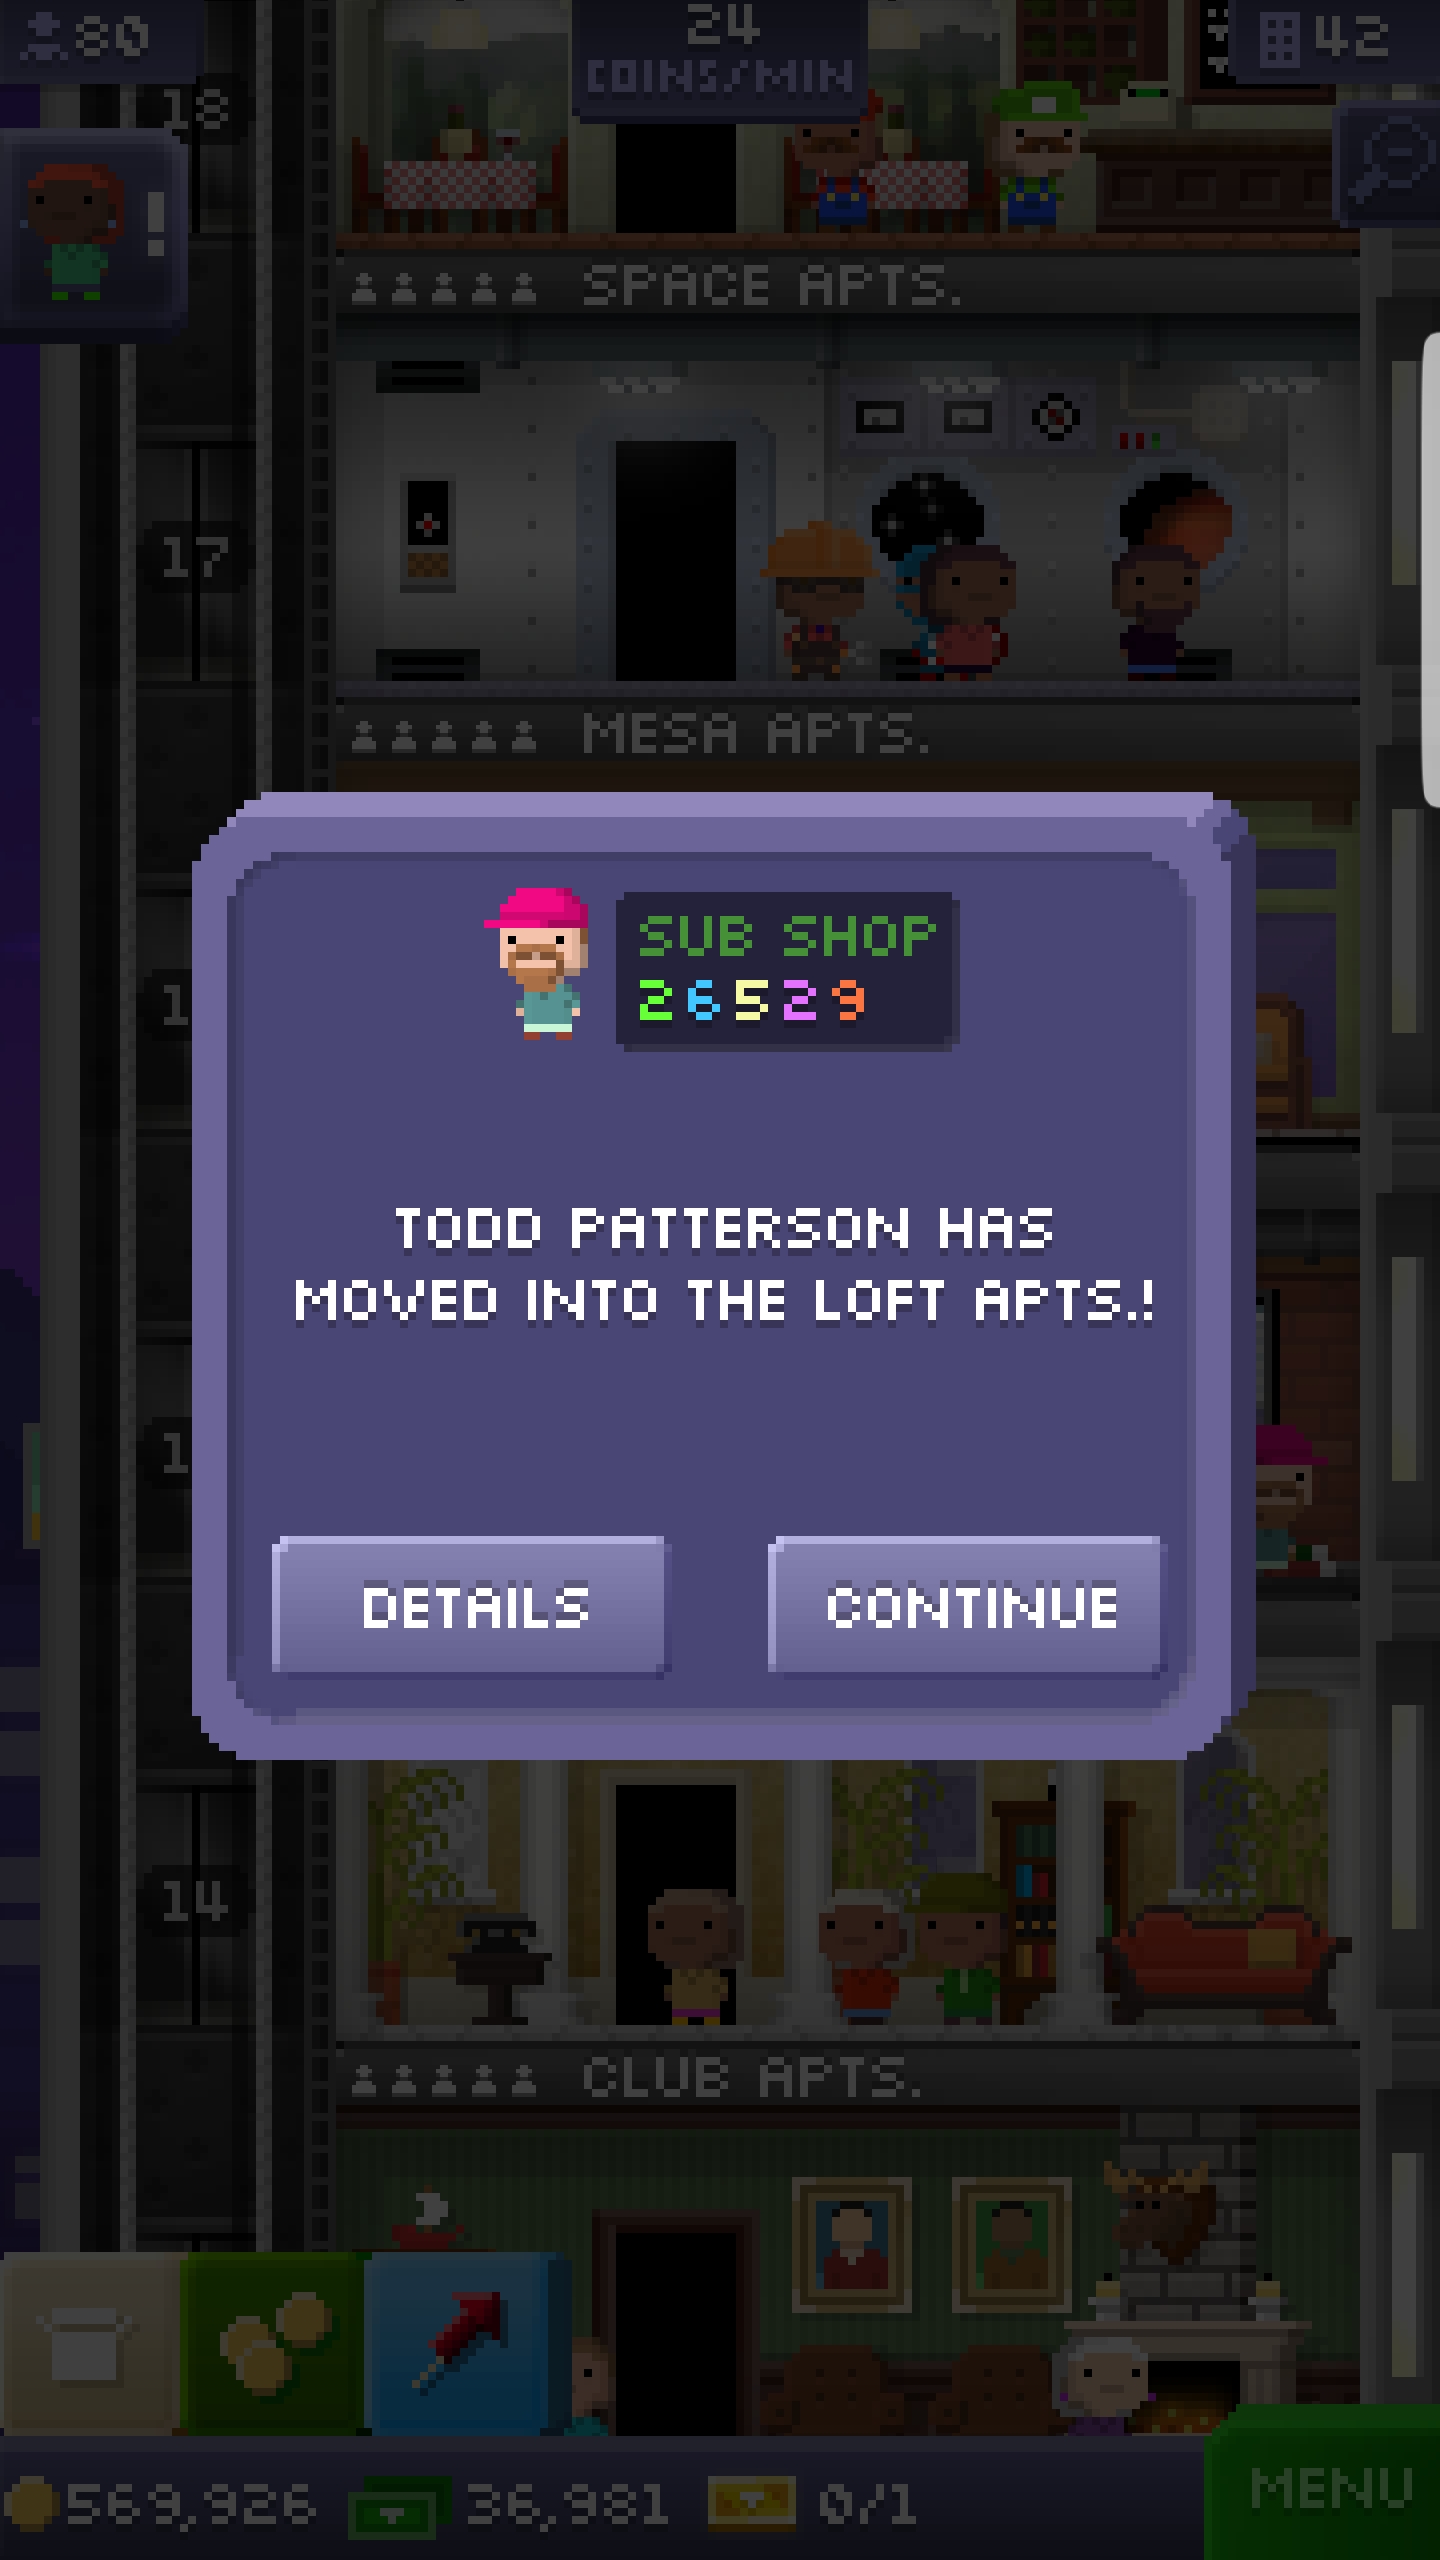 80
24
COINS/MIN
42
18
!
SPACE APTS.
17
MESA APTS.
SUB SHOP
26529
TODD PATTERSON HAS
MOVED INTO THE LOFT APTS.!
DETAILS
CONTINUE
14
CLUB APTS.
569,926
36,981
0/1
MENU